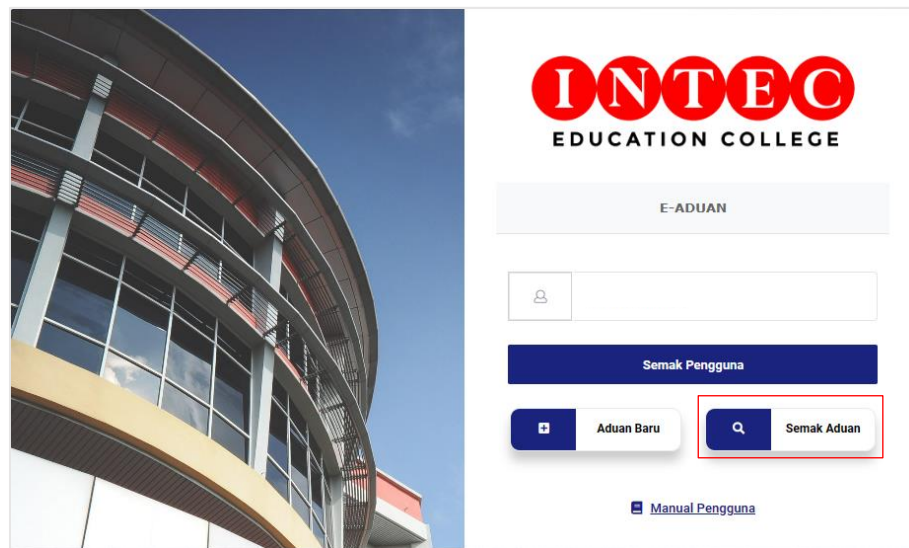 INTEC
EDUCATION COLLEGE
E-ADUAN
Semak Pengguna
Aduan Baru
Semak Aduan
Manual Pengguna